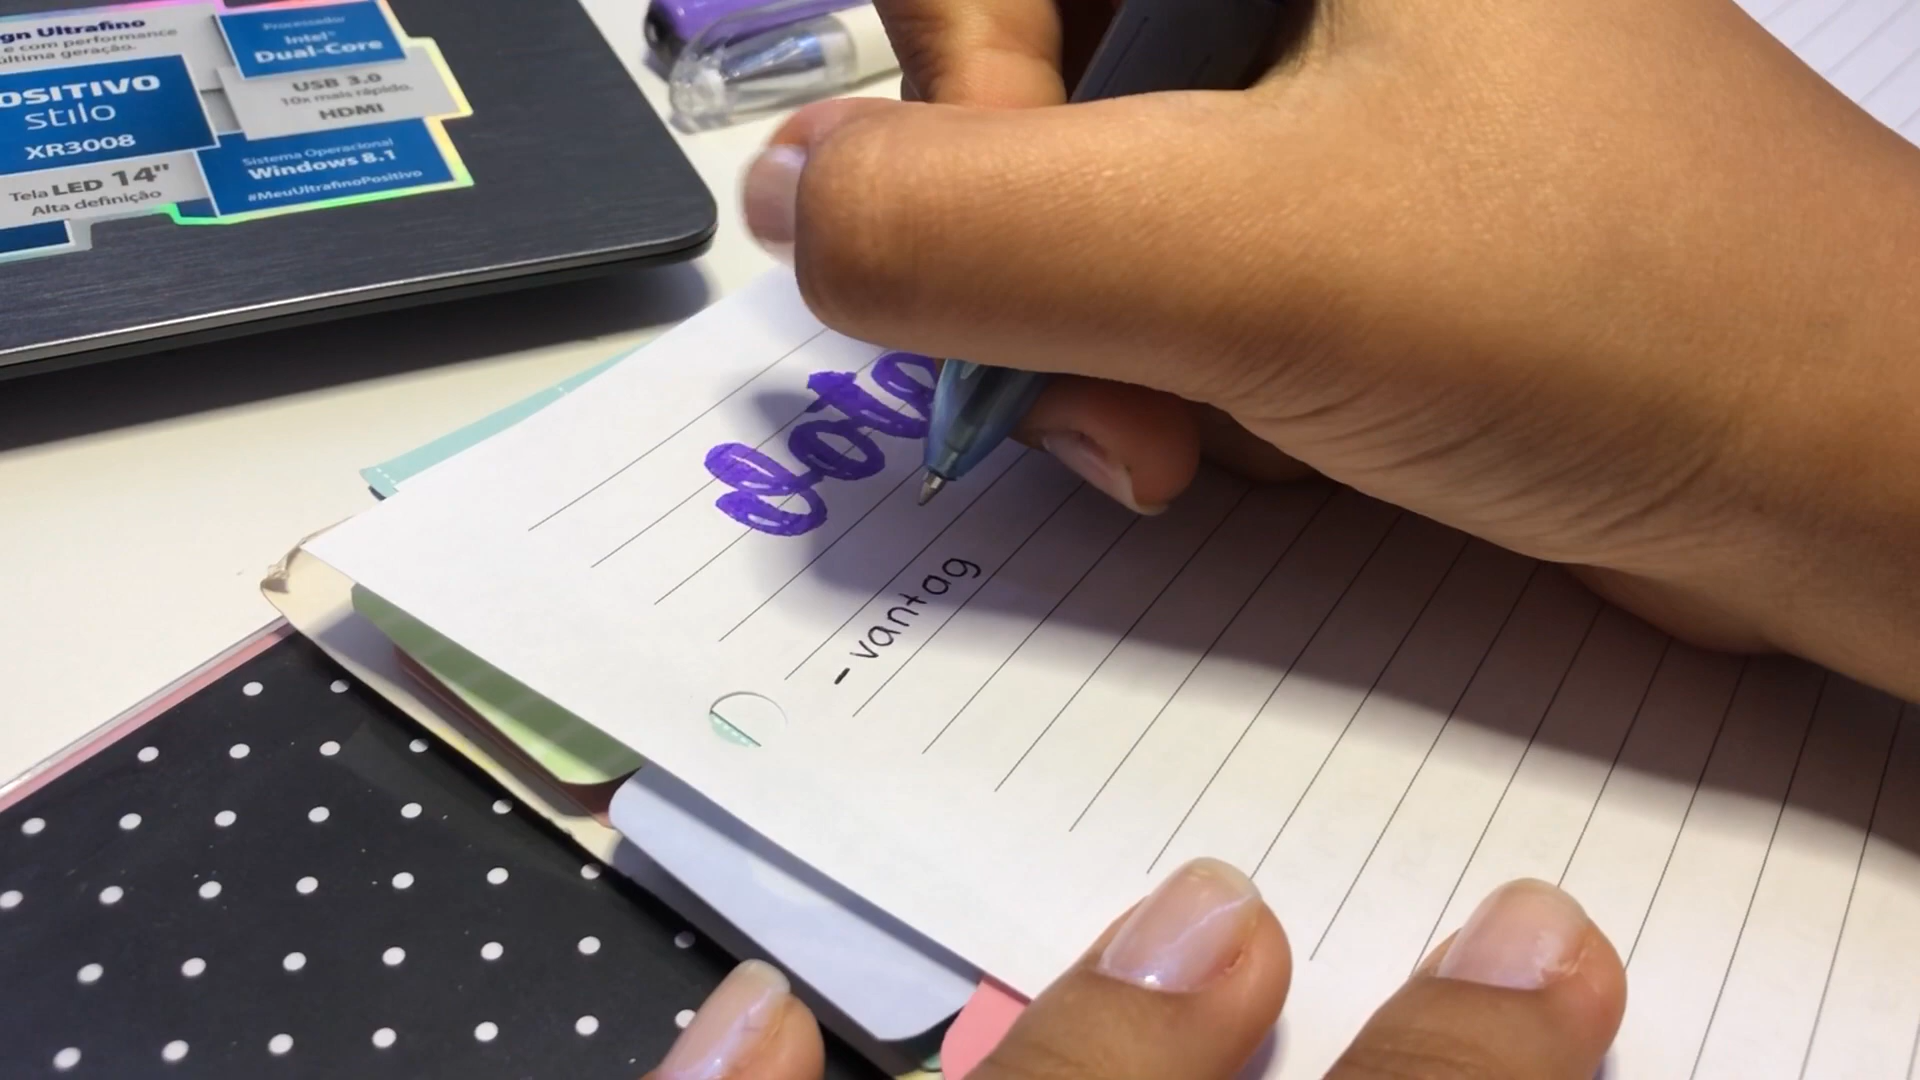 gn Ultrafino
e com performance
última geração.
Processador
Intel
Dual-Core
OSITIVO
stilo
XR3008
USB 3.0
10x mais rápido.
HDMI
Tela LED 14"
Alta definição
Sistema Operacional
Windows 8.1
#MeuUltrafinoPositivo
- vantag